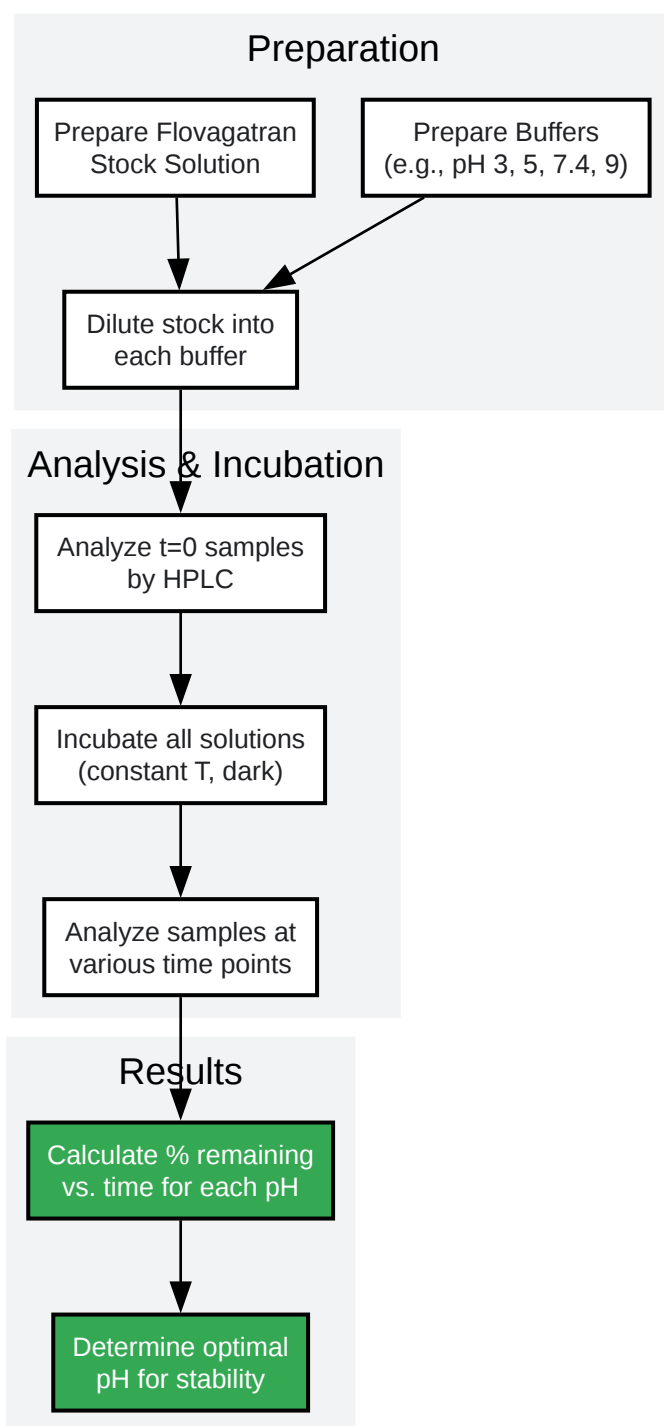 Preparation
Prepare Flovagatran
Stock Solution
Prepare Buffers
(e.g., pH 3, 5, 7.4, 9)
Dilute stock into
each buffer
Analysis & Incubation
Analyze t=0 samples
by HPLC
Incubate all solutions
(constant T, dark)
Analyze samples at
various time points
Results
Calculate % remaining
vs. time for each pH
Determine optimal
pH for stability